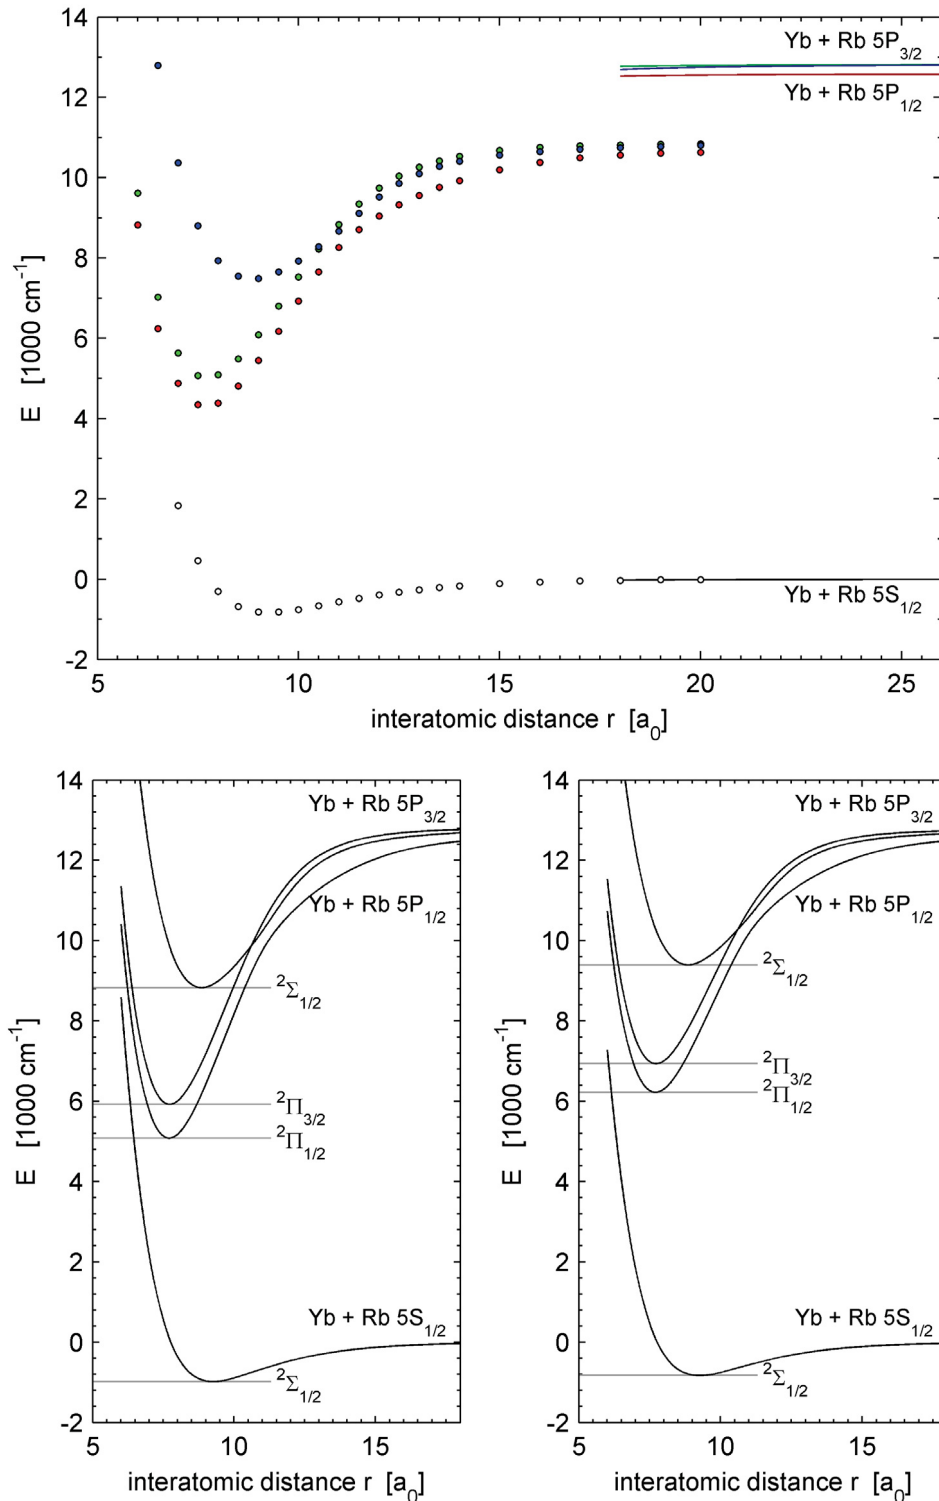 14
12
10
8
6
4
2
0
-2
E [1000 cm⁻¹]
Yb + Rb 5P₃/₂
Yb + Rb 5P₁/₂
Yb + Rb 5S₁/₂
5 10 15 20 25
interatomic distance r [a₀]
14
12
10
8
6
4
2
0
-2
E [1000 cm⁻¹]
Yb + Rb 5P₃/₂
Yb + Rb 5P₁/₂
²Σ₁/₂
²Π₃/₂
²Π₁/₂
Yb + Rb 5S₁/₂
²Σ₁/₂
5 10 15
interatomic distance r [a₀]
14
12
10
8
6
4
2
0
-2
E [1000 cm⁻¹]
Yb + Rb 5P₃/₂
Yb + Rb 5P₁/₂
²Σ₁/₂
²Π₃/₂
²Π₁/₂
Yb + Rb 5S₁/₂
²Σ₁/₂
5 10 15
interatomic distance r [a₀]